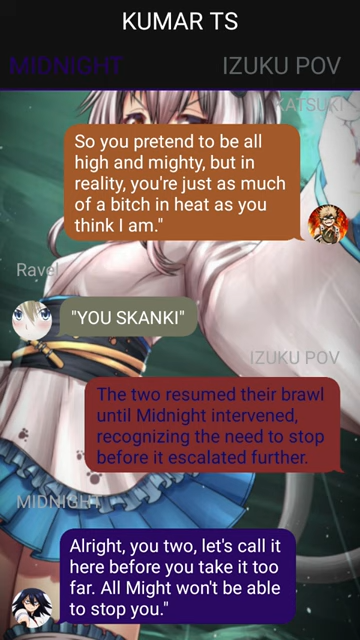 KUMAR TS
MIDNIGHT
IZUKU POV
KATSUKI
So you pretend to be all
high and mighty, but in
reality, you're just as much
of a bitch in heat as you
think I am."
Ravel
"YOU SKANKI"
IZUKU POV
The two resumed their brawl
until Midnight intervened,
recognizing the need to stop
before it escalated further.
MIDNIGHT
Alright, you two, let's call it
here before you take it too
far. All Might won't be able
to stop you."